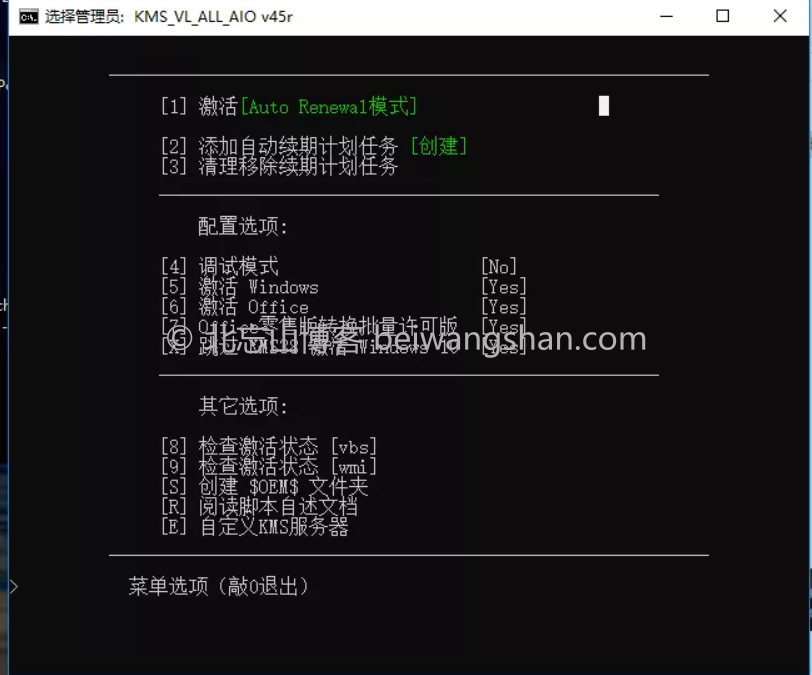 选择管理员: KMS_VL_ALL_AIO v45r
[1] 激活[Auto Renewal模式]
[2] 添加自动续期计划任务 [创建]
[3] 清理移除续期计划任务
配置选项:
[4] 调试模式 [No]
[5] 激活 Windows [Yes]
[6] 激活 Office [Yes]
[7] Office零售版转换批量许可版 [Yes]
© 北忘山博客 beiwangshan.com
[X] 跳过 KMS38 激活 Windows 10 [Yes]
其它选项:
[8] 检查激活状态 [vbs]
[9] 检查激活状态 [wmi]
[S] 创建 $OEM$ 文件夹
[R] 阅读脚本自述文档
[E] 自定义KMS服务器
> 菜单选项（敲0退出）